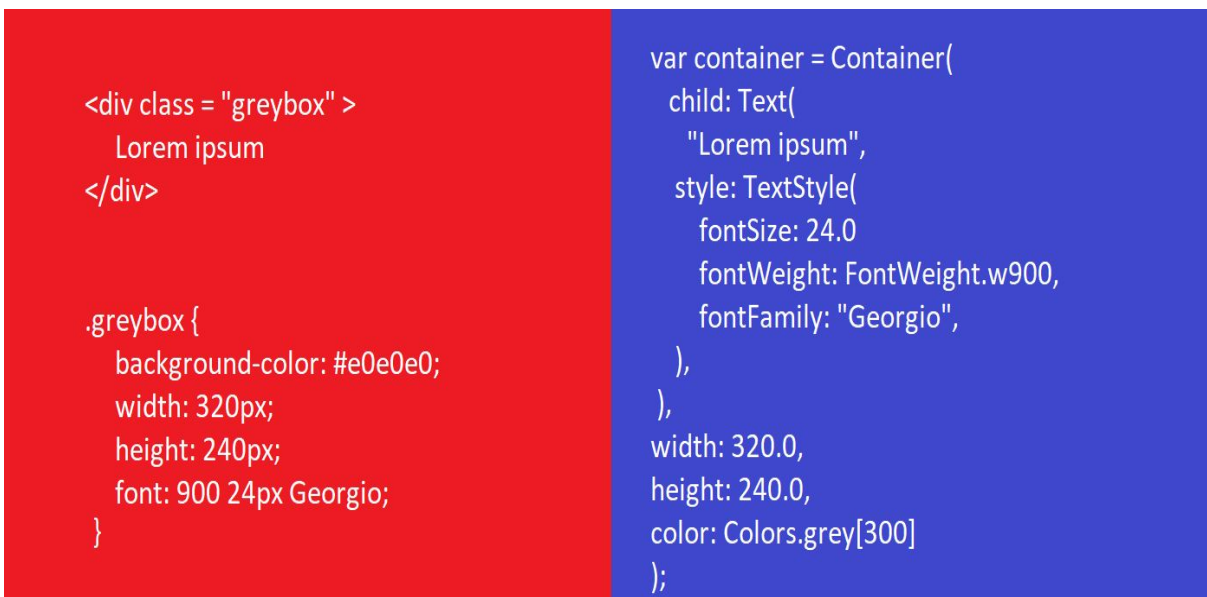 <div class = "greybox" >
Lorem ipsum
</div>
.greybox {
background-color: #e0e0e0;
width: 320px;
height: 240px;
font: 900 24px Georgio;
}
var container = Container(
child: Text(
"Lorem ipsum",
style: TextStyle(
fontSize: 24.0
fontWeight: FontWeight.w900,
fontFamily: "Georgio",
),
),
width: 320.0,
height: 240.0,
color: Colors.grey[300]
);